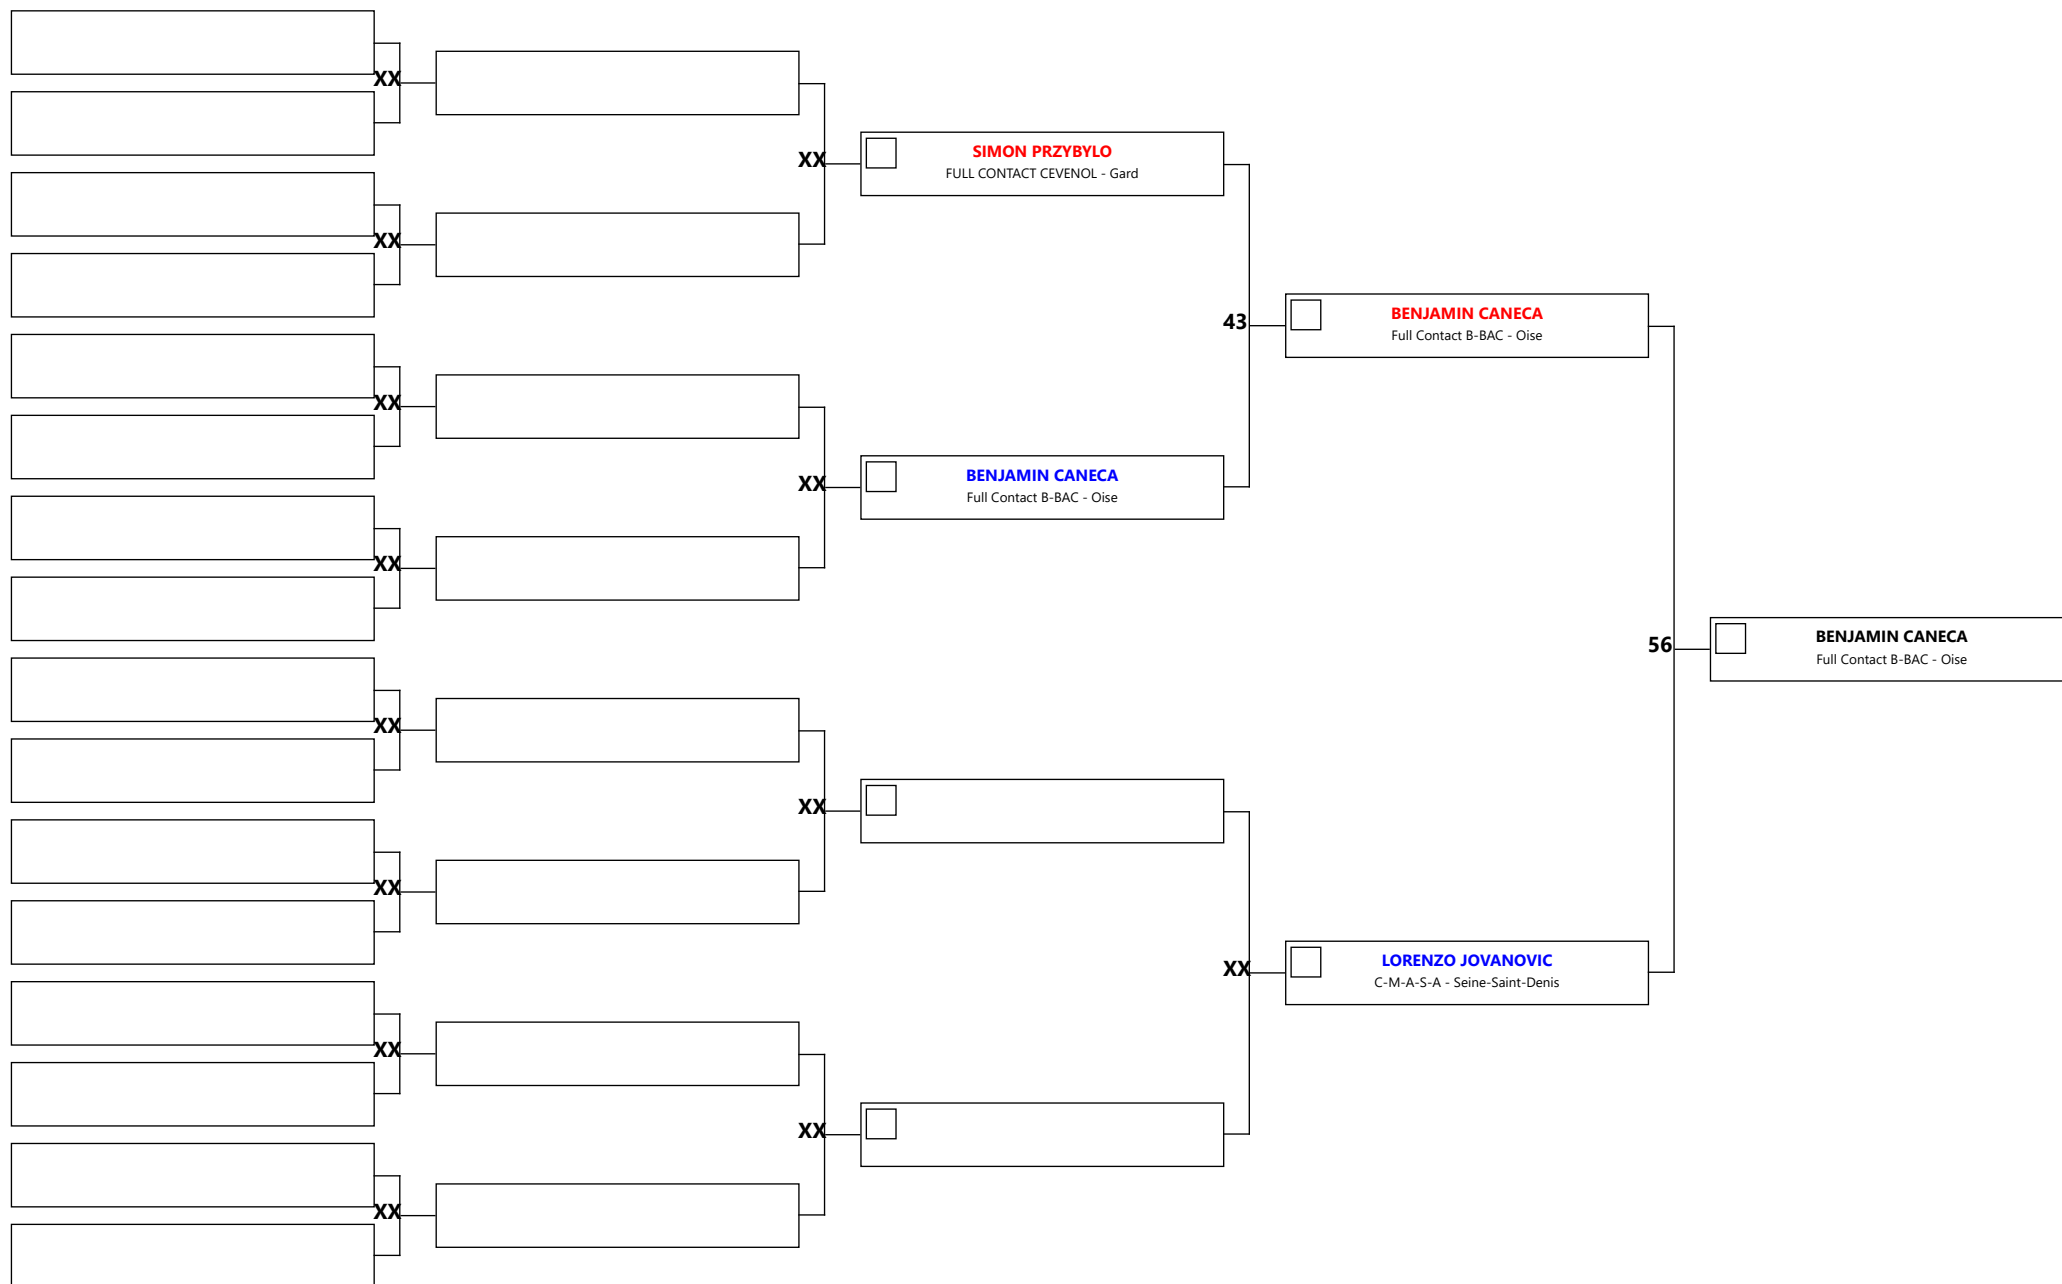 XX
XX
SIMON PRZYBYLO
FULL CONTACT CEVENOL - Gard
XX
43
BENJAMIN CANECA
Full Contact B-BAC - Oise
XX
XX
BENJAMIN CANECA
Full Contact B-BAC - Oise
XX
56
BENJAMIN CANECA
Full Contact B-BAC - Oise
XX
XX
XX
XX
LORENZO JOVANOVIC
C-M-A-S-A - Seine-Saint-Denis
XX
XX
XX